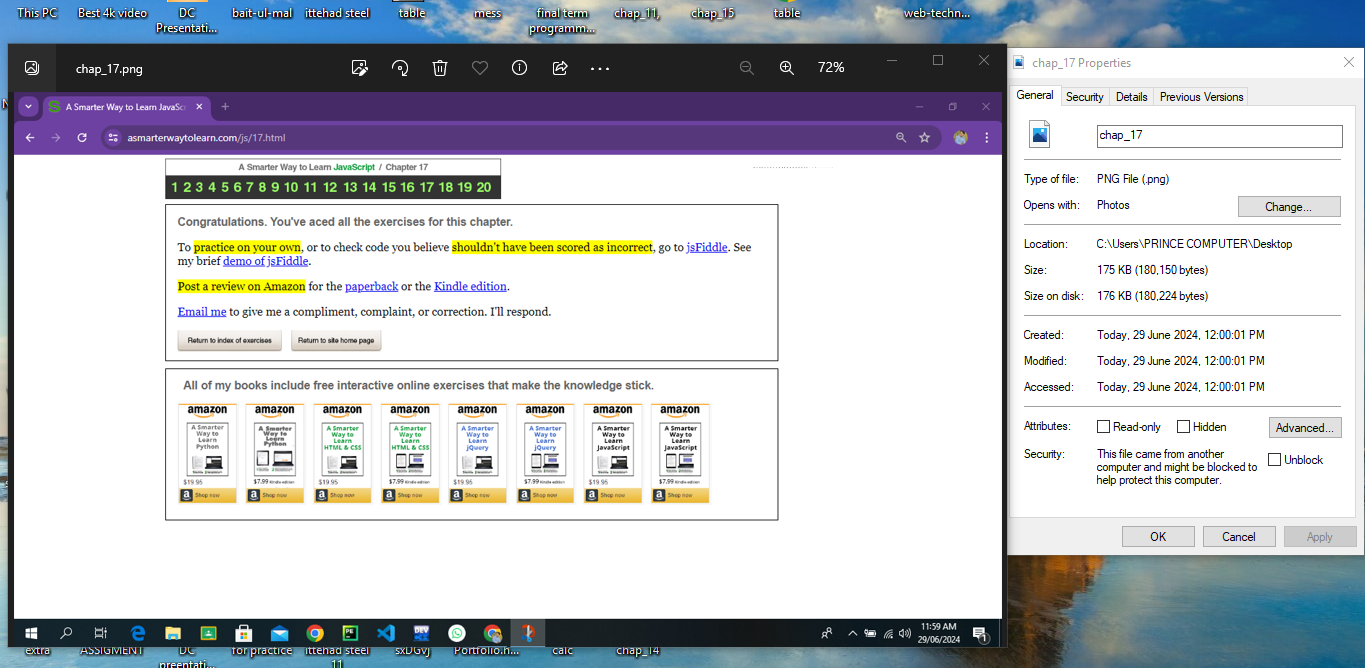 This PC
Best 4k video
DC
Presentati...
bait-ul-mal
ittehad steel
table
mess
final term
programm...
chap_11,
chap_15
table
web-techn...
chap_17.png
72%
A Smarter Way to Learn JavaSc
asmarterwaytolearn.com/js/17.html
A Smarter Way to Learn JavaScript / Chapter 17
1 2 3 4 5 6 7 8 9 10 11 12 13 14 15 16 17 18 19 20
Congratulations. You've aced all the exercises for this chapter.
To practice on your own, or to check code you believe shouldn't have been scored as incorrect, go to jsFiddle. See
my brief demo of jsFiddle.
Post a review on Amazon for the paperback or the Kindle edition.
Email me to give me a compliment, complaint, or correction. I'll respond.
Return to index of exercises
Return to site home page
All of my books include free interactive online exercises that make the knowledge stick.
amazon
A Smarter
Way to
Learn
Python
$19.95
a Shop now
amazon
A Smarter
Way to
Learn
Python
$7.99 Kindle edition
a Shop now
amazon
A Smarter
Way to
Learn
HTML & CSS
$19.95
a Shop now
amazon
A Smarter
Way to
Learn
HTML & CSS
$7.99 Kindle edition
a Shop now
amazon
A Smarter
Way to
Learn
jQuery
$19.95
a Shop now
amazon
A Smarter
Way to
Learn
jQuery
$7.99 Kindle edition
a Shop now
amazon
A Smarter
Way to
Learn
JavaScript
$19.95
a Shop now
amazon
A Smarter
Way to
Learn
JavaScript
$7.99 Kindle edition
a Shop now
PE
DEV
11:59 AM
29/06/2024
1
extra
ASSIGMENT
DC
preentati...
for practice
ittehad steel
11
sxDGvj
Portfolio.h...
calc
chap_14
chap_17 Properties
General
Security
Details
Previous Versions
chap_17
Type of file:
PNG File (.png)
Opens with:
Photos
Change...
Location:
C:\Users\PRINCE COMPUTER\Desktop
Size:
175 KB (180,150 bytes)
Size on disk:
176 KB (180,224 bytes)
Created:
Today, 29 June 2024, 12:00:01 PM
Modified:
Today, 29 June 2024, 12:00:01 PM
Accessed:
Today, 29 June 2024, 12:00:01 PM
Attributes:
Read-only
Hidden
Advanced...
Security:
This file came from another
computer and might be blocked to
help protect this computer.
Unblock
OK
Cancel
Apply